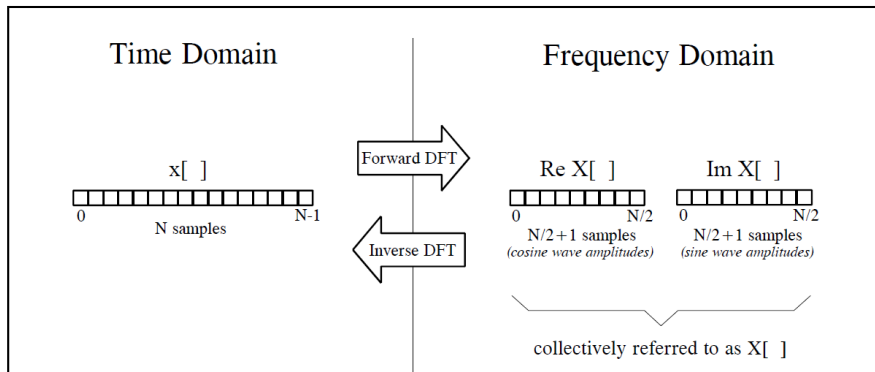 Time Domain
Frequency Domain
x[ ]
0
N-1
N samples
Forward DFT
Inverse DFT
Re X[ ]
0
N/2
N/2+1 samples
(cosine wave amplitudes)
Im X[ ]
0
N/2
N/2+1 samples
(sine wave amplitudes)
collectively referred to as X[ ]